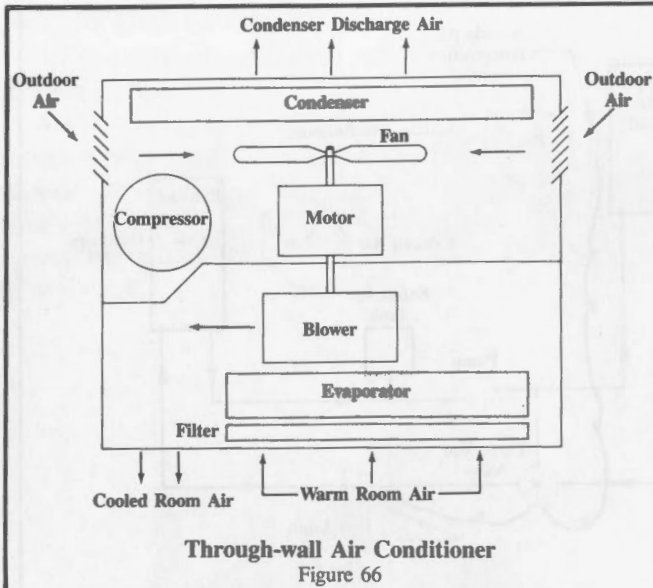 Condenser Discharge Air
Outdoor
Air
Outdoor
Air
Condenser
Fan
Compressor
Motor
Blower
Evaporator
Filter
Cooled Room Air
Warm Room Air
Through-wall Air Conditioner
Figure 66